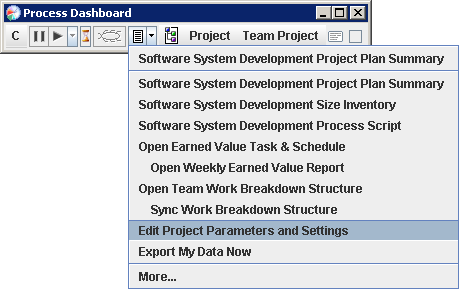 Process Dashboard
C Project Team Project
Software System Development Project Plan Summary
Software System Development Project Plan Summary
Software System Development Size Inventory
Software System Development Process Script
Open Earned Value Task & Schedule
Open Weekly Earned Value Report
Open Team Work Breakdown Structure
Sync Work Breakdown Structure
Edit Project Parameters and Settings
Export My Data Now
More...